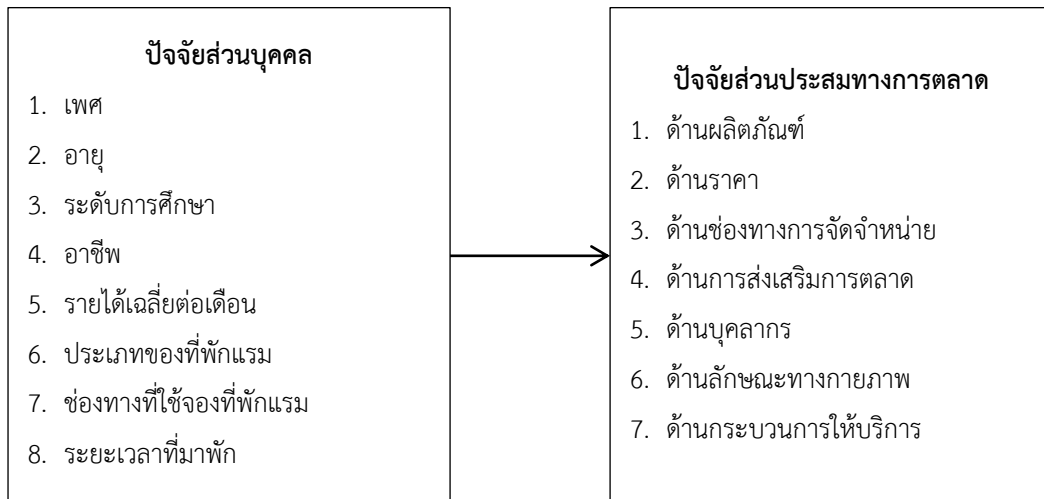 ปัจจัยส่วนบุคคล
1. เพศ
2. อายุ
3. ระดับการศึกษา
4. อาชีพ
5. รายได้เฉลี่ยต่อเดือน
6. ประเภทของที่พักแรม
7. ช่องทางที่ใช้จองที่พักแรม
8. ระยะเวลาที่มาพัก
ปัจจัยส่วนประสมทางการตลาด
1. ด้านผลิตภัณฑ์
2. ด้านราคา
3. ด้านช่องทางการจัดจำหน่าย
4. ด้านการส่งเสริมการตลาด
5. ด้านบุคลากร
6. ด้านลักษณะทางกายภาพ
7. ด้านกระบวนการให้บริการ